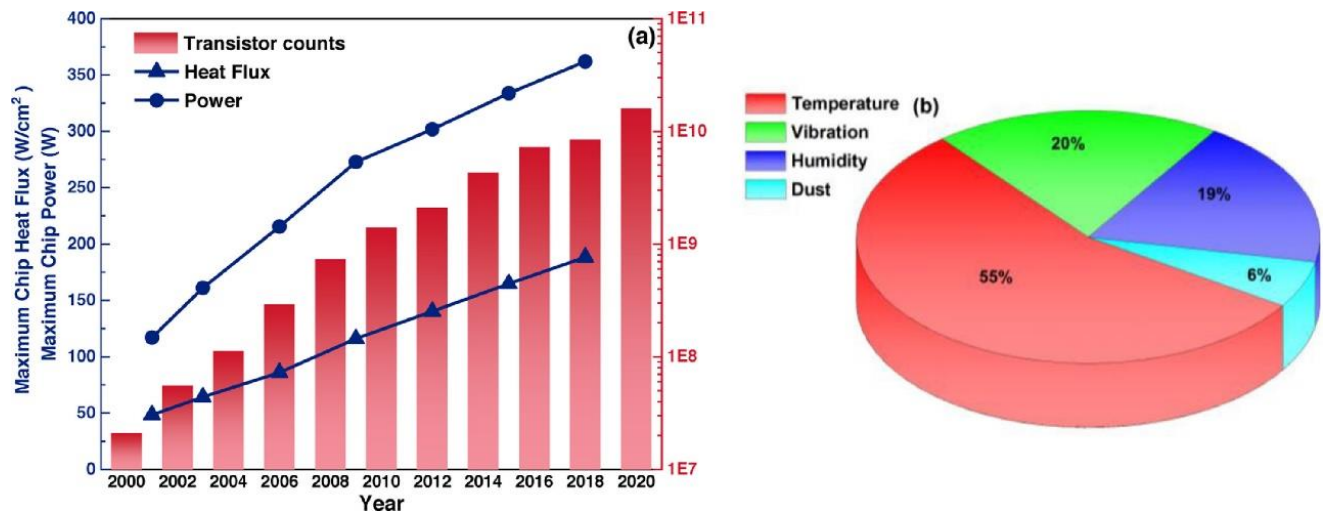 400
350
300
250
200
150
100
50
0
Maximum Chip Heat Flux (W/cm²)
Maximum Chip Power (W)
Transistor counts
Heat Flux
Power
(a)
1E11
1E10
1E9
1E8
1E7
2000 2002 2004 2006 2008 2010 2012 2014 2016 2018 2020
Year
Temperature
Vibration
Humidity
Dust
(b)
20%
19%
55%
6%